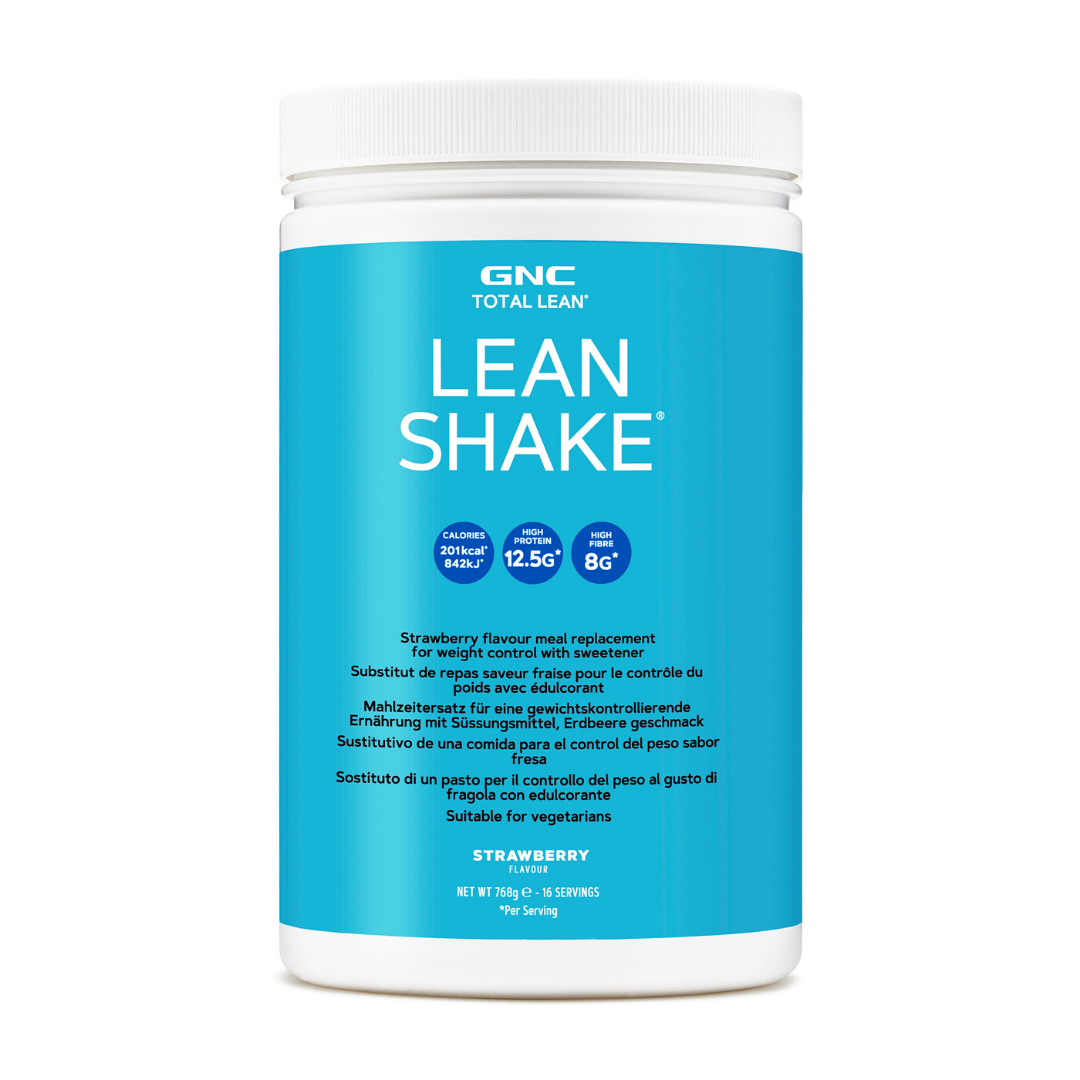 GNC
TOTAL LEAN®
LEAN
SHAKE®
CALORIES
201kcal*
842kJ*
HIGH
PROTEIN
12.5G*
HIGH
FIBRE
8G*
Strawberry flavour meal replacement
for weight control with sweetener
Substitut de repas saveur fraise pour le contrôle du
poids avec édulcorant
Mahlzeitersatz für eine gewichtskontrollierende
Ernährung mit Süssungsmittel, Erdbeere geschmack
Sustitutivo de una comida para el control del peso sabor
fresa
Sostituto di un pasto per il controllo del peso al gusto di
fragola con edulcorante
Suitable for vegetarians
STRAWBERRY
FLAVOUR
NET WT 768g ℮ - 16 SERVINGS
*Per Serving